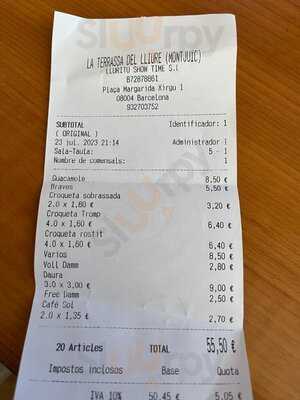 LA TERRASSA DEL LLIURE (MONTJUIC)
LLURITU SHOW TIME S.L
B72878861
Plaça Margarida Xirgu 1
08004 Barcelona
932703752
SUBTOTAL Identificador: 1
( ORIGINAL )
23 jul. 2023 21:14 Administrador 1
Sala-Taula: 5 - 1
Nombre de comensals: 1
Guacamole 8,50 €
Braves 5,50 €
Croqueta sobrassada
2.0 x 1,60 € 3,20 €
Croqueta Tromp
4.0 x 1,60 € 6,40 €
Croqueta rostit
4.0 x 1,60 € 6,40 €
Varios 8,50 €
Voll Damm 2,80 €
Daura
3.0 x 3,00 € 9,00 €
Free Damm 2,50 €
Café Sol
2.0 x 1,35 € 2,70 €
20 Articles TOTAL 55,50 €
Impostos inclosos Base Quota
IVA 10% 50,45 € 5,05 €
sluurpy
sluurpy
sluurpy